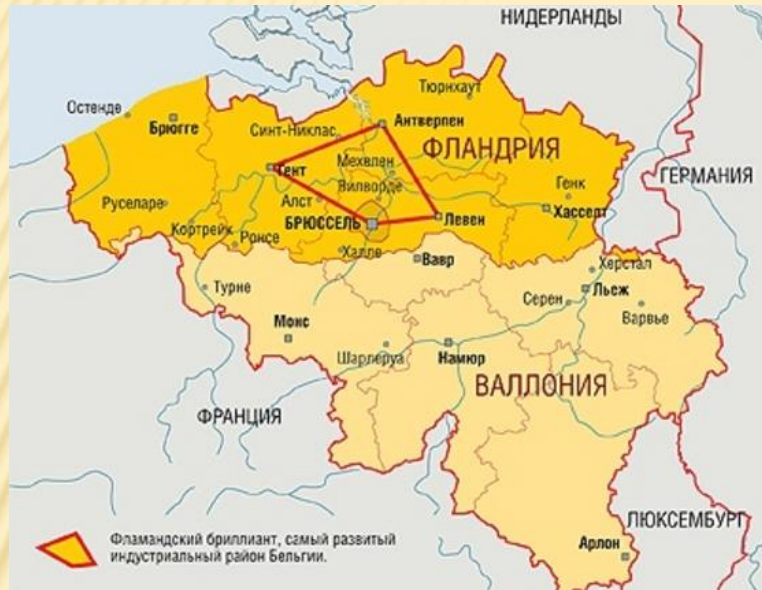 НИДЕРЛАНДЫ
Тюрнхаут
Остенде
Брюгге
Синт-Никлас
Антверпен
ФЛАНДРИЯ
Мехвлен
Гент
ГЕРМАНИЯ
Вилворде
Генк
Руселаре
Алст
Хасселт
БРЮССЕЛЬ
Левен
Кортрейк
Ронсе
Халле
Вавр
Херстал
Турне
Серен
Льеж
Варвье
Монс
Шарлеруа
Намюр
ВАЛЛОНИЯ
ФРАНЦИЯ
ЛЮКСЕМБУРГ
Фламандский бриллиант, самый развитый
индустриальный район Бельгии.
Арлон